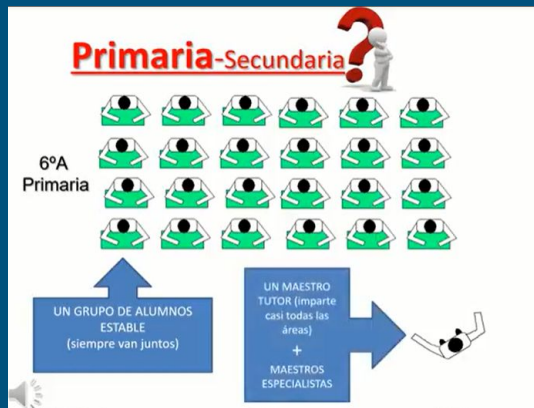 Primaria-Secundaria
6ºA
Primaria
UN GRUPO DE ALUMNOS
ESTABLE
(siempre van juntos)
UN MAESTRO
TUTOR (imparte
casi todas las
áreas)
+
MAESTROS
ESPECIALISTAS